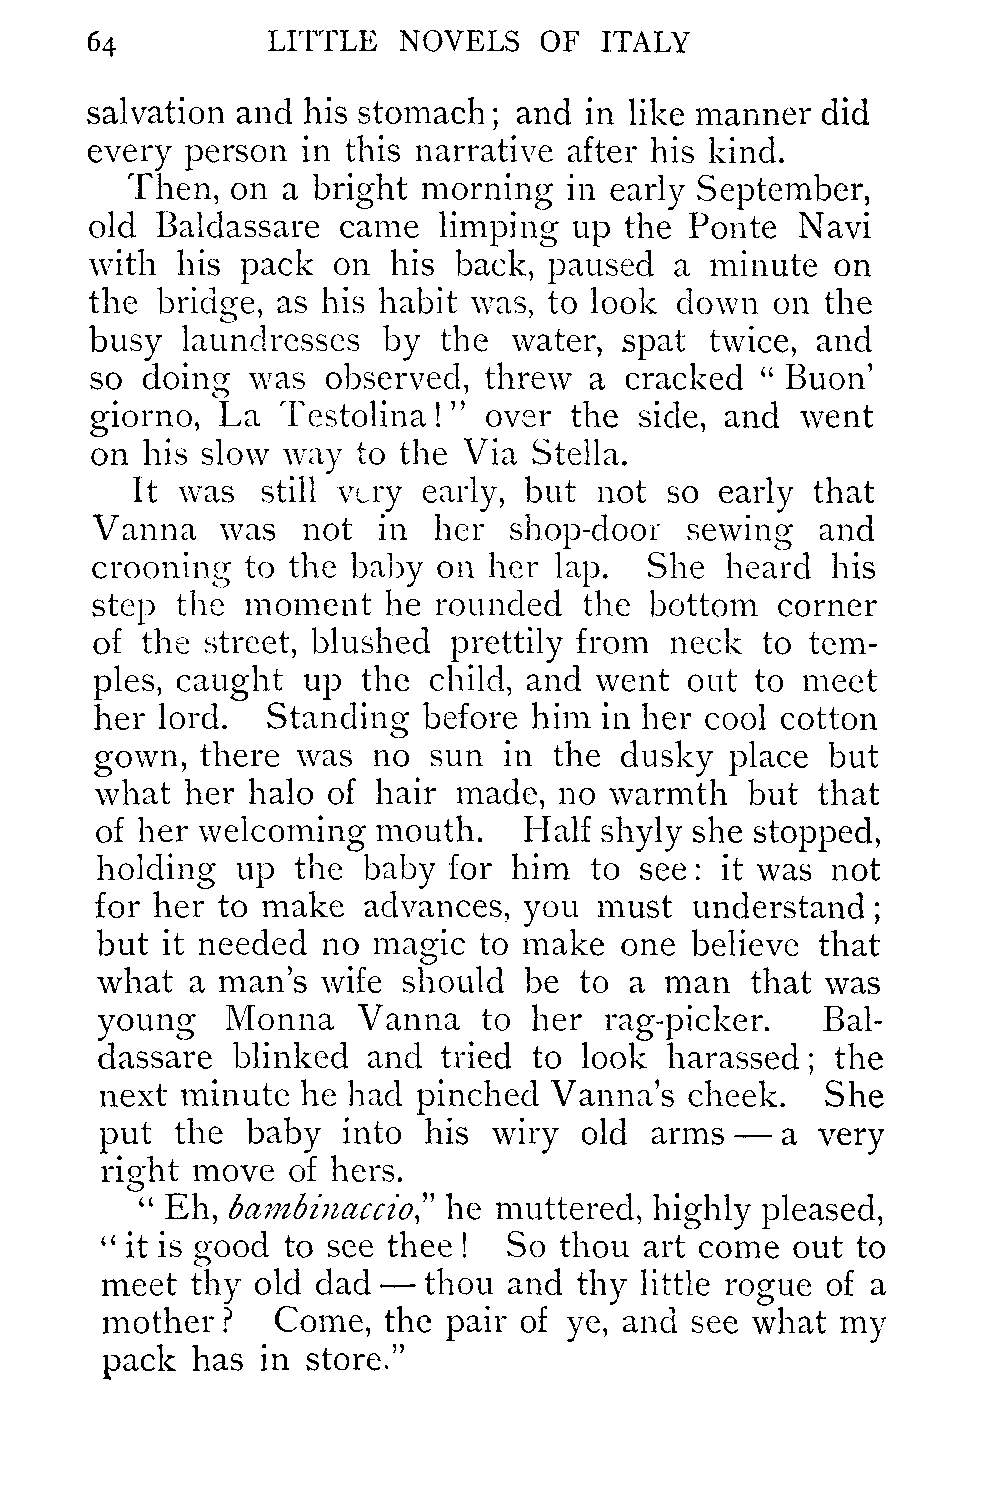 64 LITTLE NOVELS OF ITALY
salvation and his stomach; and in like manner did
every person in this narrative after his kind.
Then, on a bright morning in early September,
old Baldassare came limping up the Ponte Navi
with his pack on his back, paused a minute on
the bridge, as his habit was, to look down on the
busy laundresses by the water, spat twice, and
so doing was observed, threw a cracked “Buon’
giorno, La Testolina!” over the side, and went
on his slow way to the Via Stella.
It was still very early, but not so early that
Vanna was not in her shop-door sewing and
crooning to the baby on her lap. She heard his
step the moment he rounded the bottom corner
of the street, blushed prettily from neck to tem-
ples, caught up the child, and went out to meet
her lord. Standing before him in her cool cotton
gown, there was no sun in the dusky place but
what her halo of hair made, no warmth but that
of her welcoming mouth. Half shyly she stopped,
holding up the baby for him to see: it was not
for her to make advances, you must understand;
but it needed no magic to make one believe that
what a man’s wife should be to a man that was
young Monna Vanna to her rag-picker. Bal-
dassare blinked and tried to look harassed; the
next minute he had pinched Vanna’s cheek. She
put the baby into his wiry old arms — a very
right move of hers.
“Eh, bambinaccio,” he muttered, highly pleased,
“it is good to see thee! So thou art come out to
meet thy old dad — thou and thy little rogue of a
mother? Come, the pair of ye, and see what my
pack has in store.”